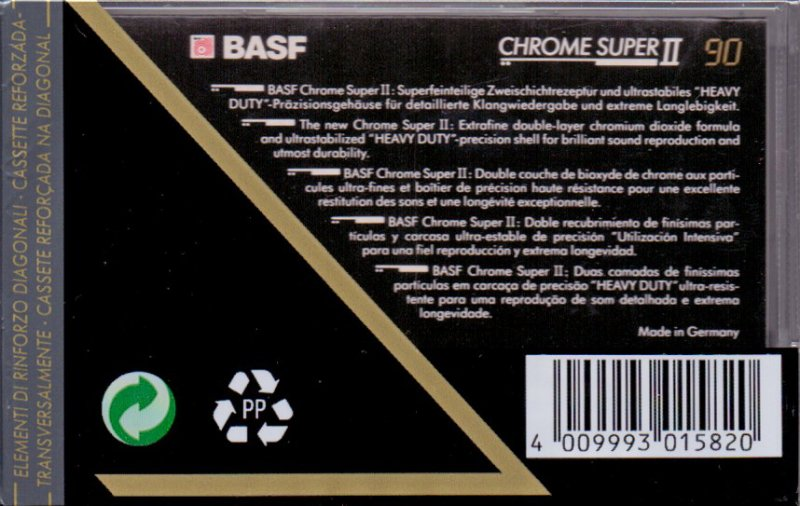 ELEMENTI DI RINFORZO DIAGONALI · CASSETTE REFORZADA-
TRANSVERSALMENTE · CASSETE REFORÇADA NA DIAGONAL
BASF CHROME SUPER II 90
BASF Chrome Super II: Superfeinteilige Zweischichtrezeptur und ultrastabiles "HEAVY
DUTY"-Präzisionsgehäuse für detaillierte Klangwiedergabe und extreme Langlebigkeit.
The new Chrome Super II: Extrafine double-layer chromium dioxide formula
and ultrastabilized "HEAVY DUTY"-precision shell for brilliant sound reproduction and
utmost durability.
BASF Chrome Super II: Double couche de bioxyde de chrome aux parti-
cules ultra-fines et boîtier de précision haute résistance pour une excellente
restitution des sons et une longévité exceptionnelle.
BASF Chrome Super II: Doble recubrimiento de finísimas par-
tículas y carcasa ultra-estable de precisión "Utilización Intensiva"
para una fiel reproducción y extrema longevidad.
BASF Chrome Super II: Duas camadas de finíssimas
partículas em carcaça de precisão "HEAVY DUTY" ultra-resis-
tente para uma reprodução de som detalhada e extrema
longevidade.
Made in Germany
PP
4 009993 015820